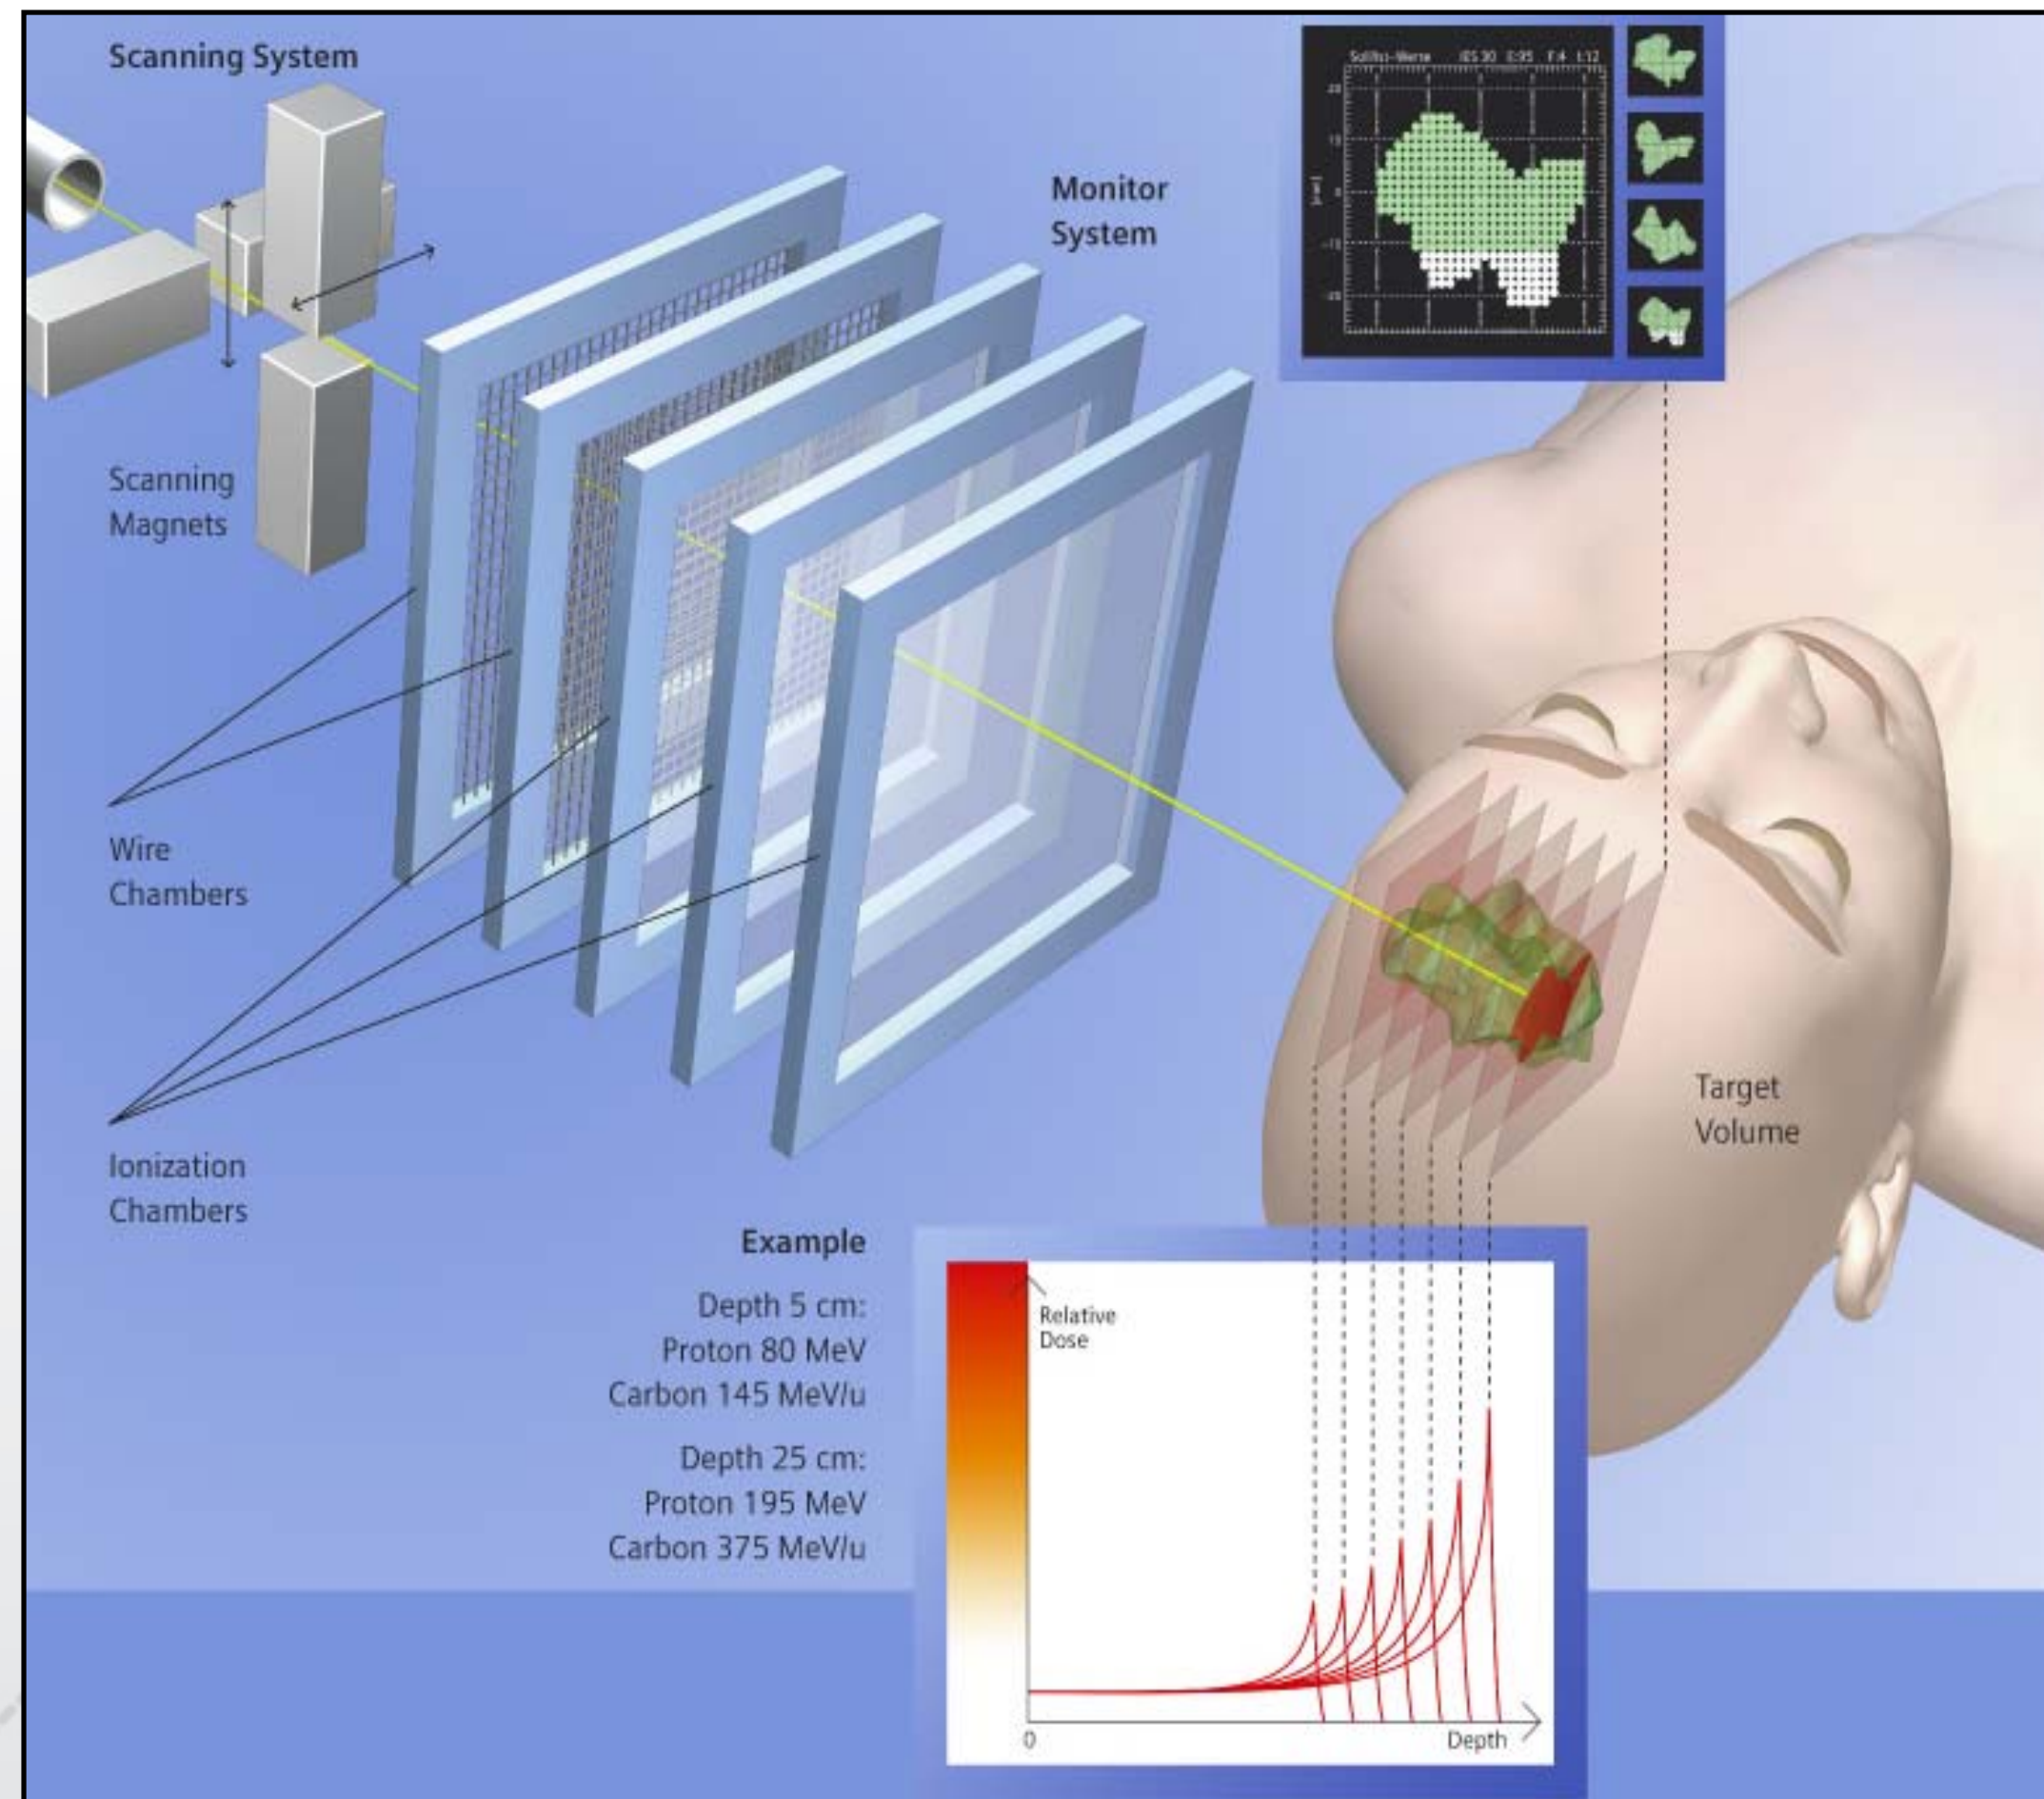 Scanning System
Monitor
System
Scanning
Magnets
Wire
Chambers
Ionization
Chambers
Target
Volume
Example
Depth 5 cm:
Proton 80 MeV
Carbon 145 MeV/u
Depth 25 cm:
Proton 195 MeV
Carbon 375 MeV/u
Relative
Dose
0
Depth